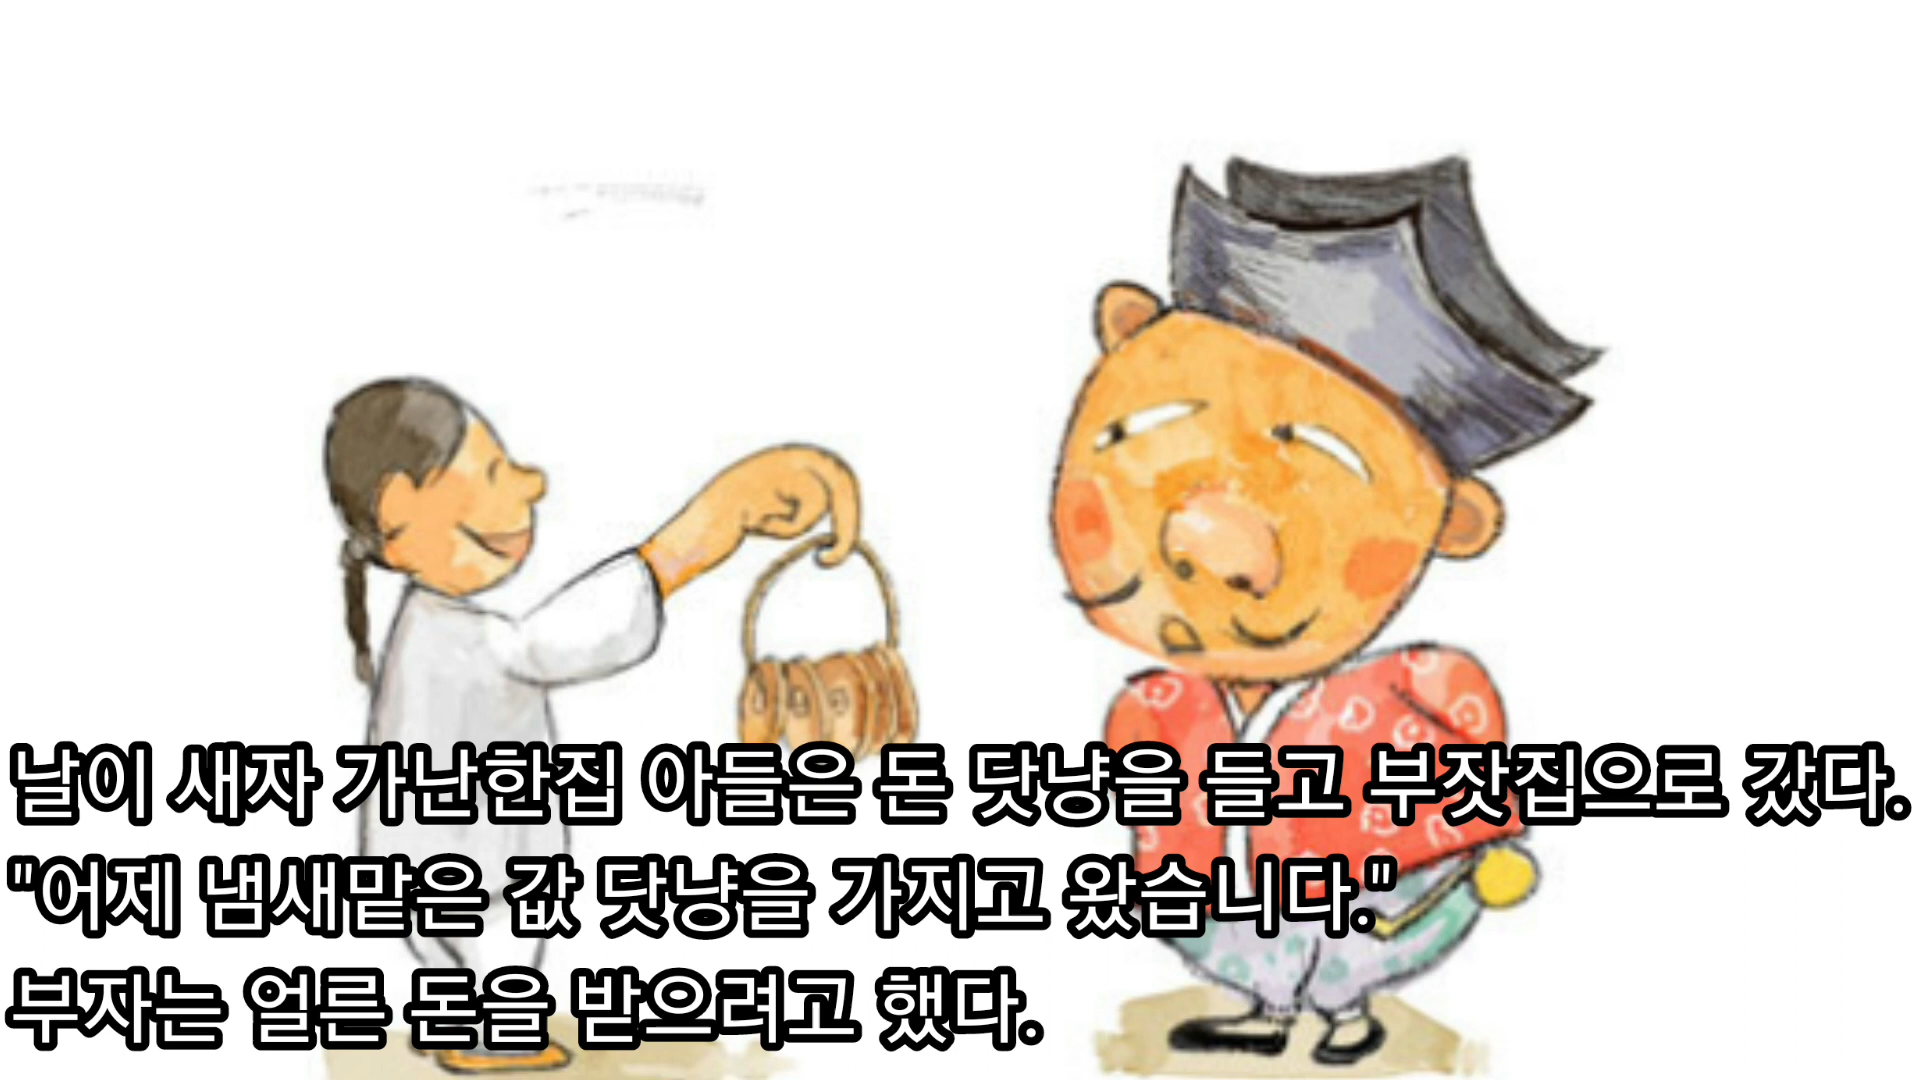 날이 새자 가난한집 아들은 돈 닷냥을 들고 부잣집으로 갔다.
"어제 냄새맡은 값 닷냥을 가지고 왔습니다."
부자는 얼른 돈을 받으려고 했다.